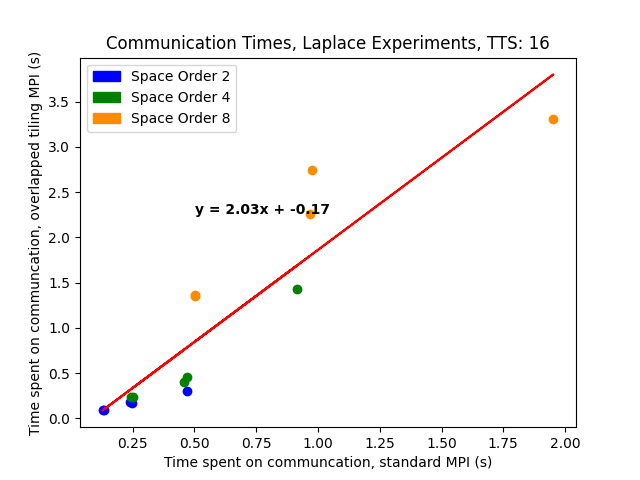 Communication Times, Laplace Experiments, TTS: 16
Time spent on communcation, overlapped tiling MPI (s)
3.5
3.0
2.5
2.0
1.5
1.0
0.5
0.0
Space Order 2
Space Order 4
Space Order 8
y = 2.03x + -0.17
0.25
0.50
0.75
1.00
1.25
1.50
1.75
2.00
Time spent on communcation, standard MPI (s)